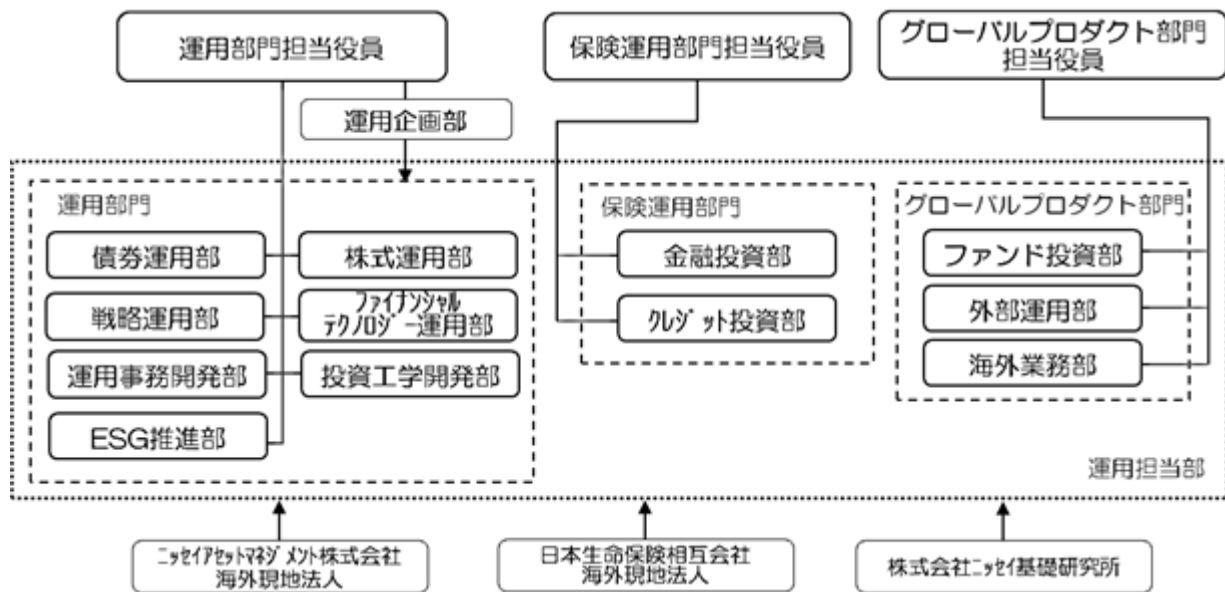 運用部門担当役員
保険運用部門担当役員
グローバルプロダクト部門
担当役員
運用企画部
運用部門
債券運用部
株式運用部
戦略運用部
ファイナンシャル
テクノロジー運用部
運用事務開発部
投資工学開発部
ESG推進部
保険運用部門
金融投資部
クレジット投資部
グローバルプロダクト部門
ファンド投資部
外部運用部
海外業務部
運用担当部
ニッセイアセットマネジメント株式会社
海外現地法人
日本生命保険相互会社
海外現地法人
株式会社ニッセイ基礎研究所